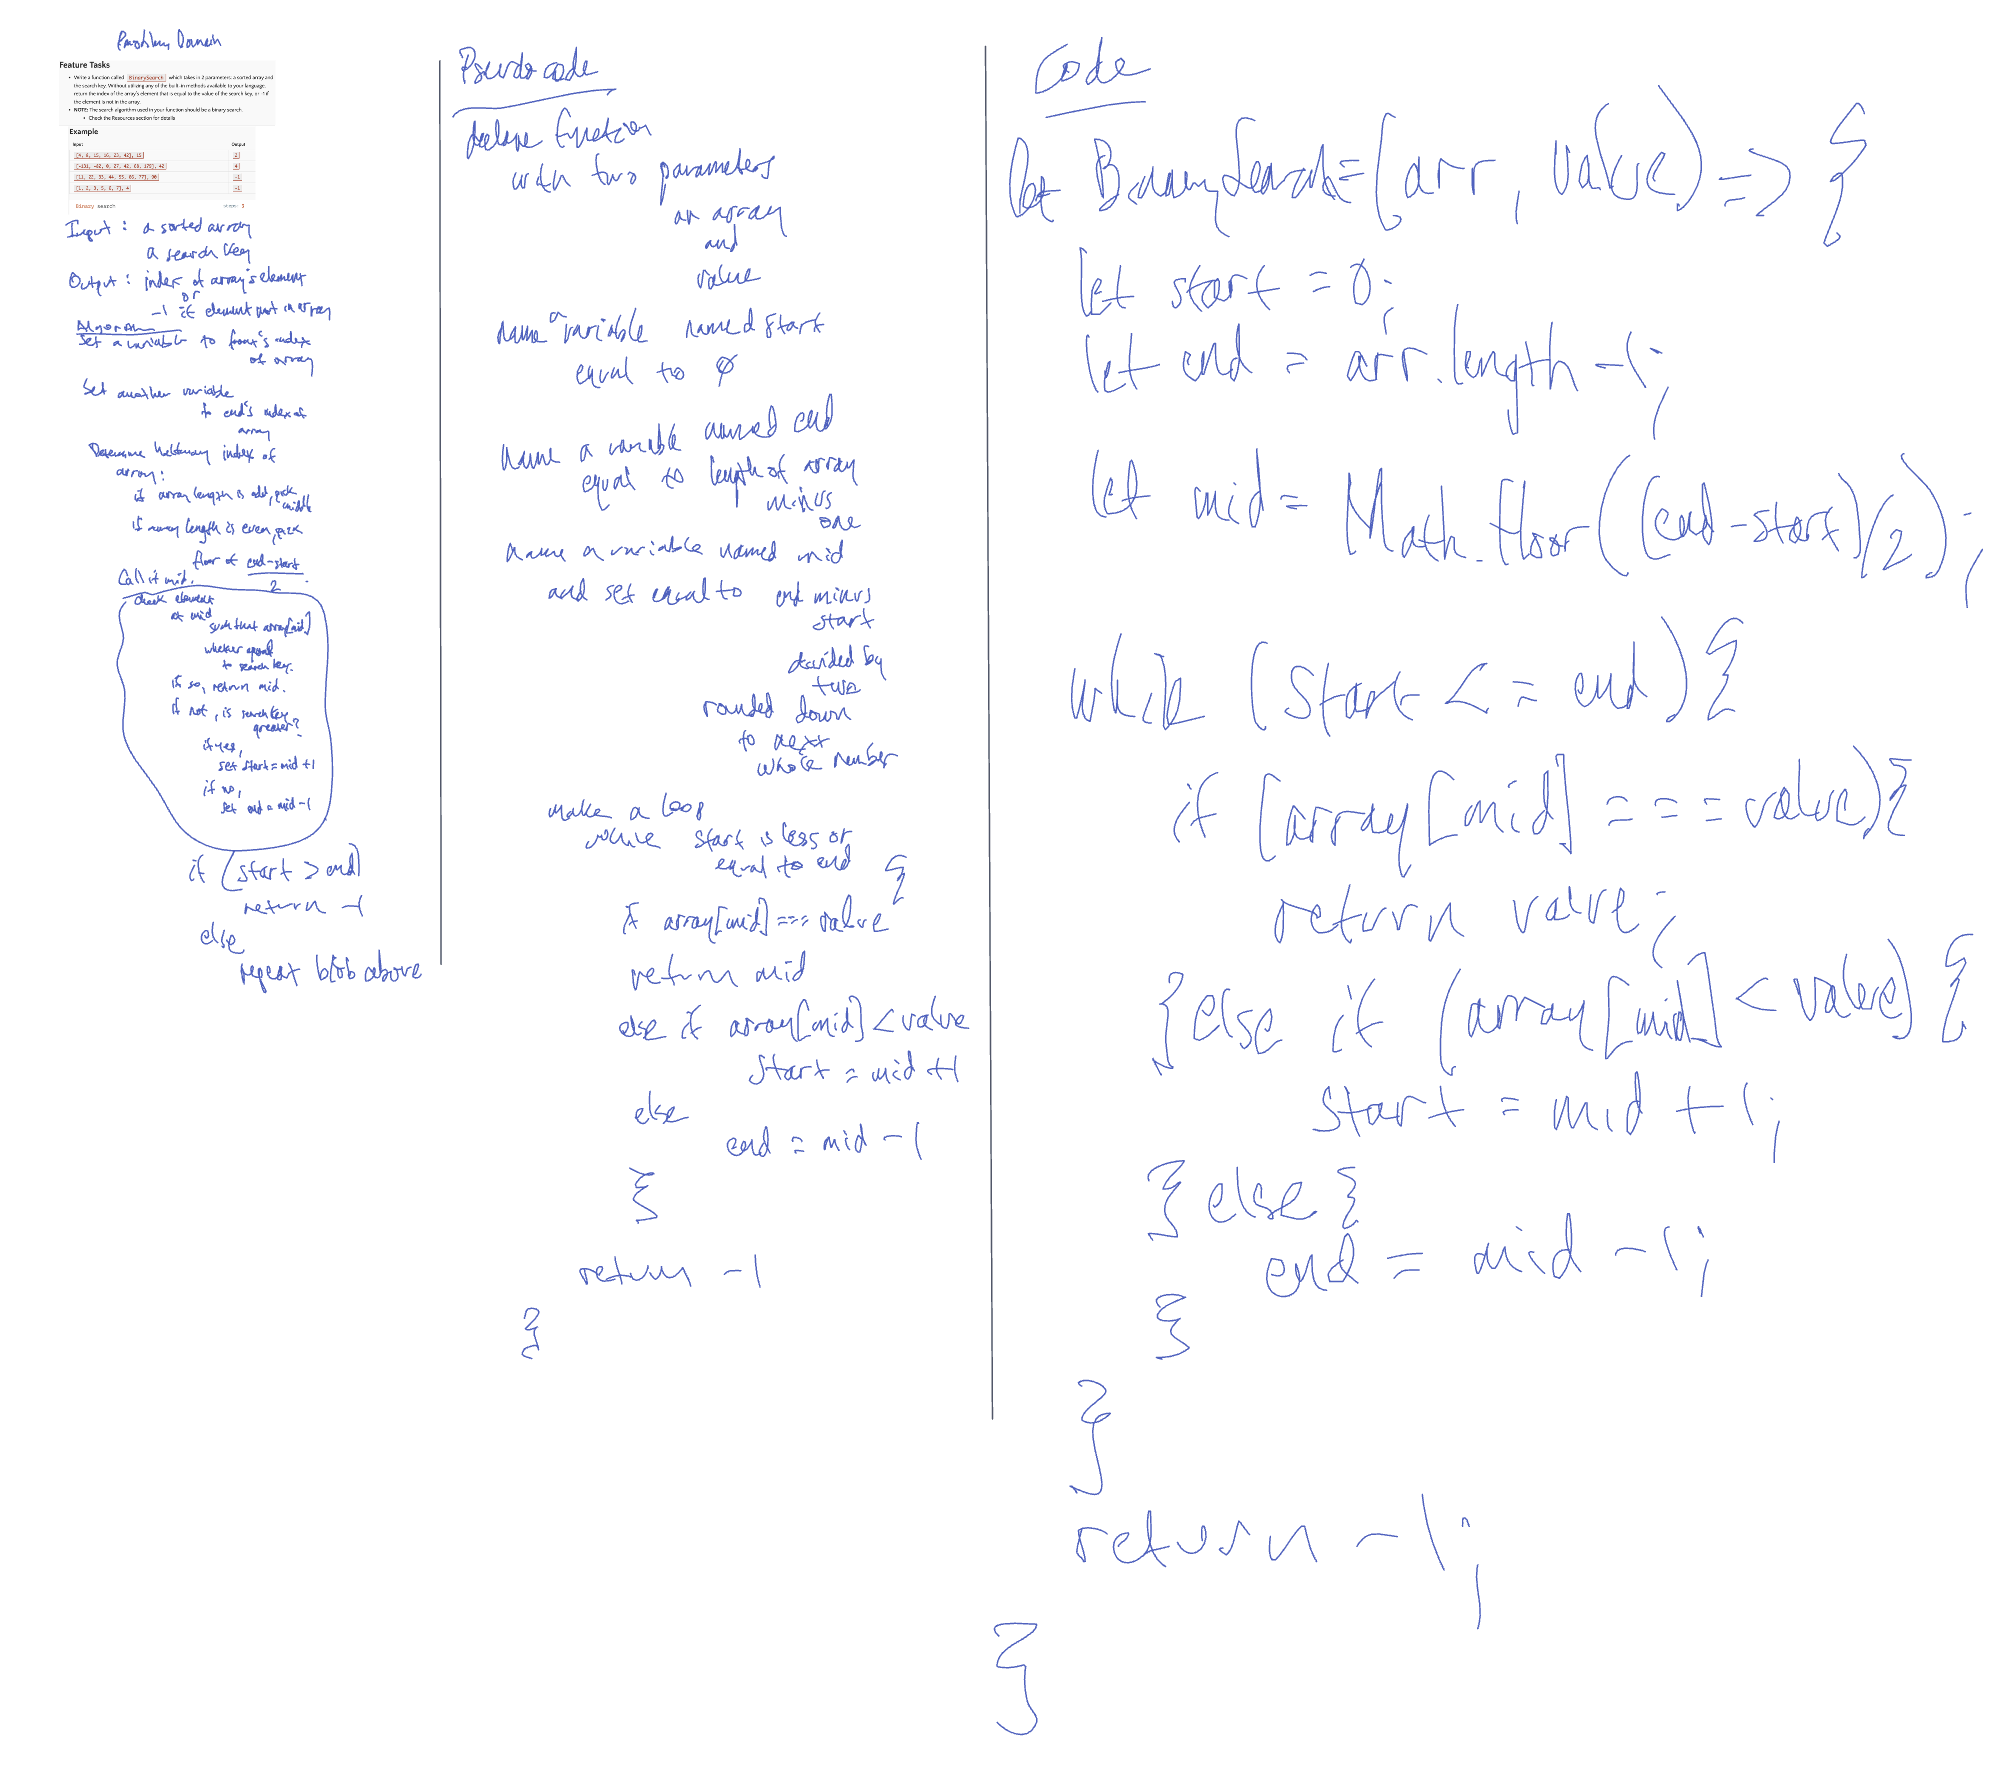 Problem Domain
Feature Tasks
• Write a function called BinarySearch which takes in 2 parameters: a sorted array and
the search key. Without utilizing any of the built-in methods available to your language,
return the index of the array's element that is equal to the value of the search key, or -1 if
the element is not in the array.
• NOTE: The search algorithm used in your function should be a binary search.
• Check the Resources section for details
Example
Input Output
[4, 8, 15, 16, 23, 42], 15 2
[-131, -82, 0, 27, 42, 68, 179], 42 4
[11, 22, 33, 44, 55, 66, 77], 90 -1
[1, 2, 3, 5, 6, 7], 4 -1
Binary search
Input : a sorted array
a search key
Output : index of array's element
or
-1 if element not in array
Algorithm
Set a variable to front's index
of array
Set another variable
to end's index of
array
Determine halfway index of
array:
if array length is odd, pick
middle
if array length is even, pick
floor of end-start
2
Call it mid.
check element
at mid
such that array[mid]
whether equal
to search key.
if so, return mid.
if not, is search key
greater?
if yes,
set start = mid +1
if no,
set end = mid -1
if (start > end)
return -1
else
repeat blob above
Pseudo code
declare function
with two parameters
an array
and
value
name a variable named start
equal to 0
name a variable named end
equal to length of array
minus
one
name a variable named mid
and set equal to end minus
start
divided by
two
rounded down
to next
whole number
make a loop
while start is less or
equal to end {
if array[mid] === value
return mid
else if array[mid] < value
start = mid +1
else
end = mid -1
}
return -1
}
Code
let BinarySearch = (arr, value) => {
let start = 0;
let end = arr.length -1;
let mid = Math.floor((end-start)/2);
while (start <= end){
if (array[mid] === value){
return value;
}else if (array[mid] < value) {
start = mid +1;
} else {
end = mid -1;
}
}
return -1;
}